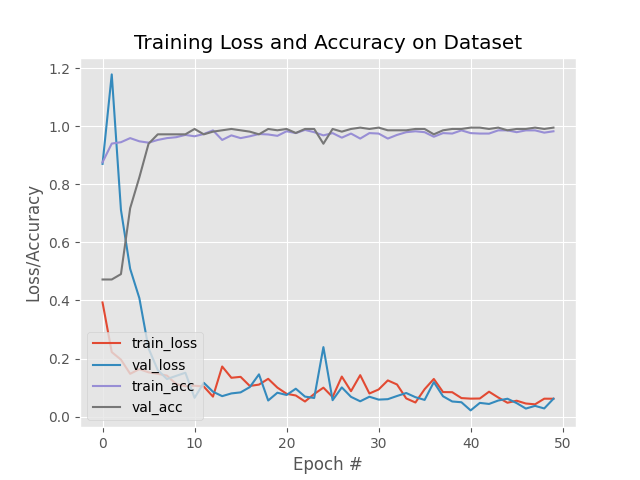 Training Loss and Accuracy on Dataset
1.2
1.0
0.8
0.6
0.4
0.2
0.0
Loss/Accuracy
train_loss
val_loss
train_acc
val_acc
0 10 20 30 40 50
Epoch #